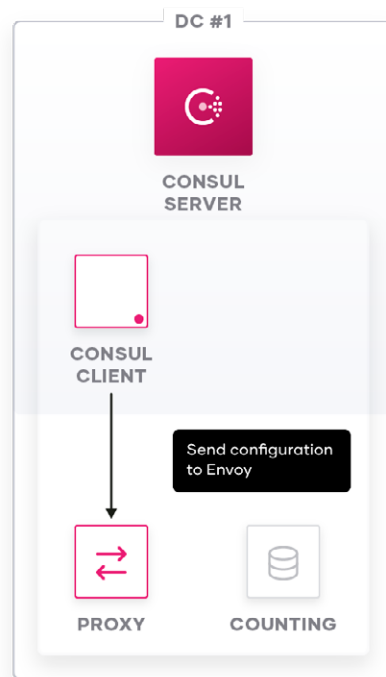 DC #1
CONSUL
SERVER
CONSUL
CLIENT
Send configuration
to Envoy
PROXY
COUNTING